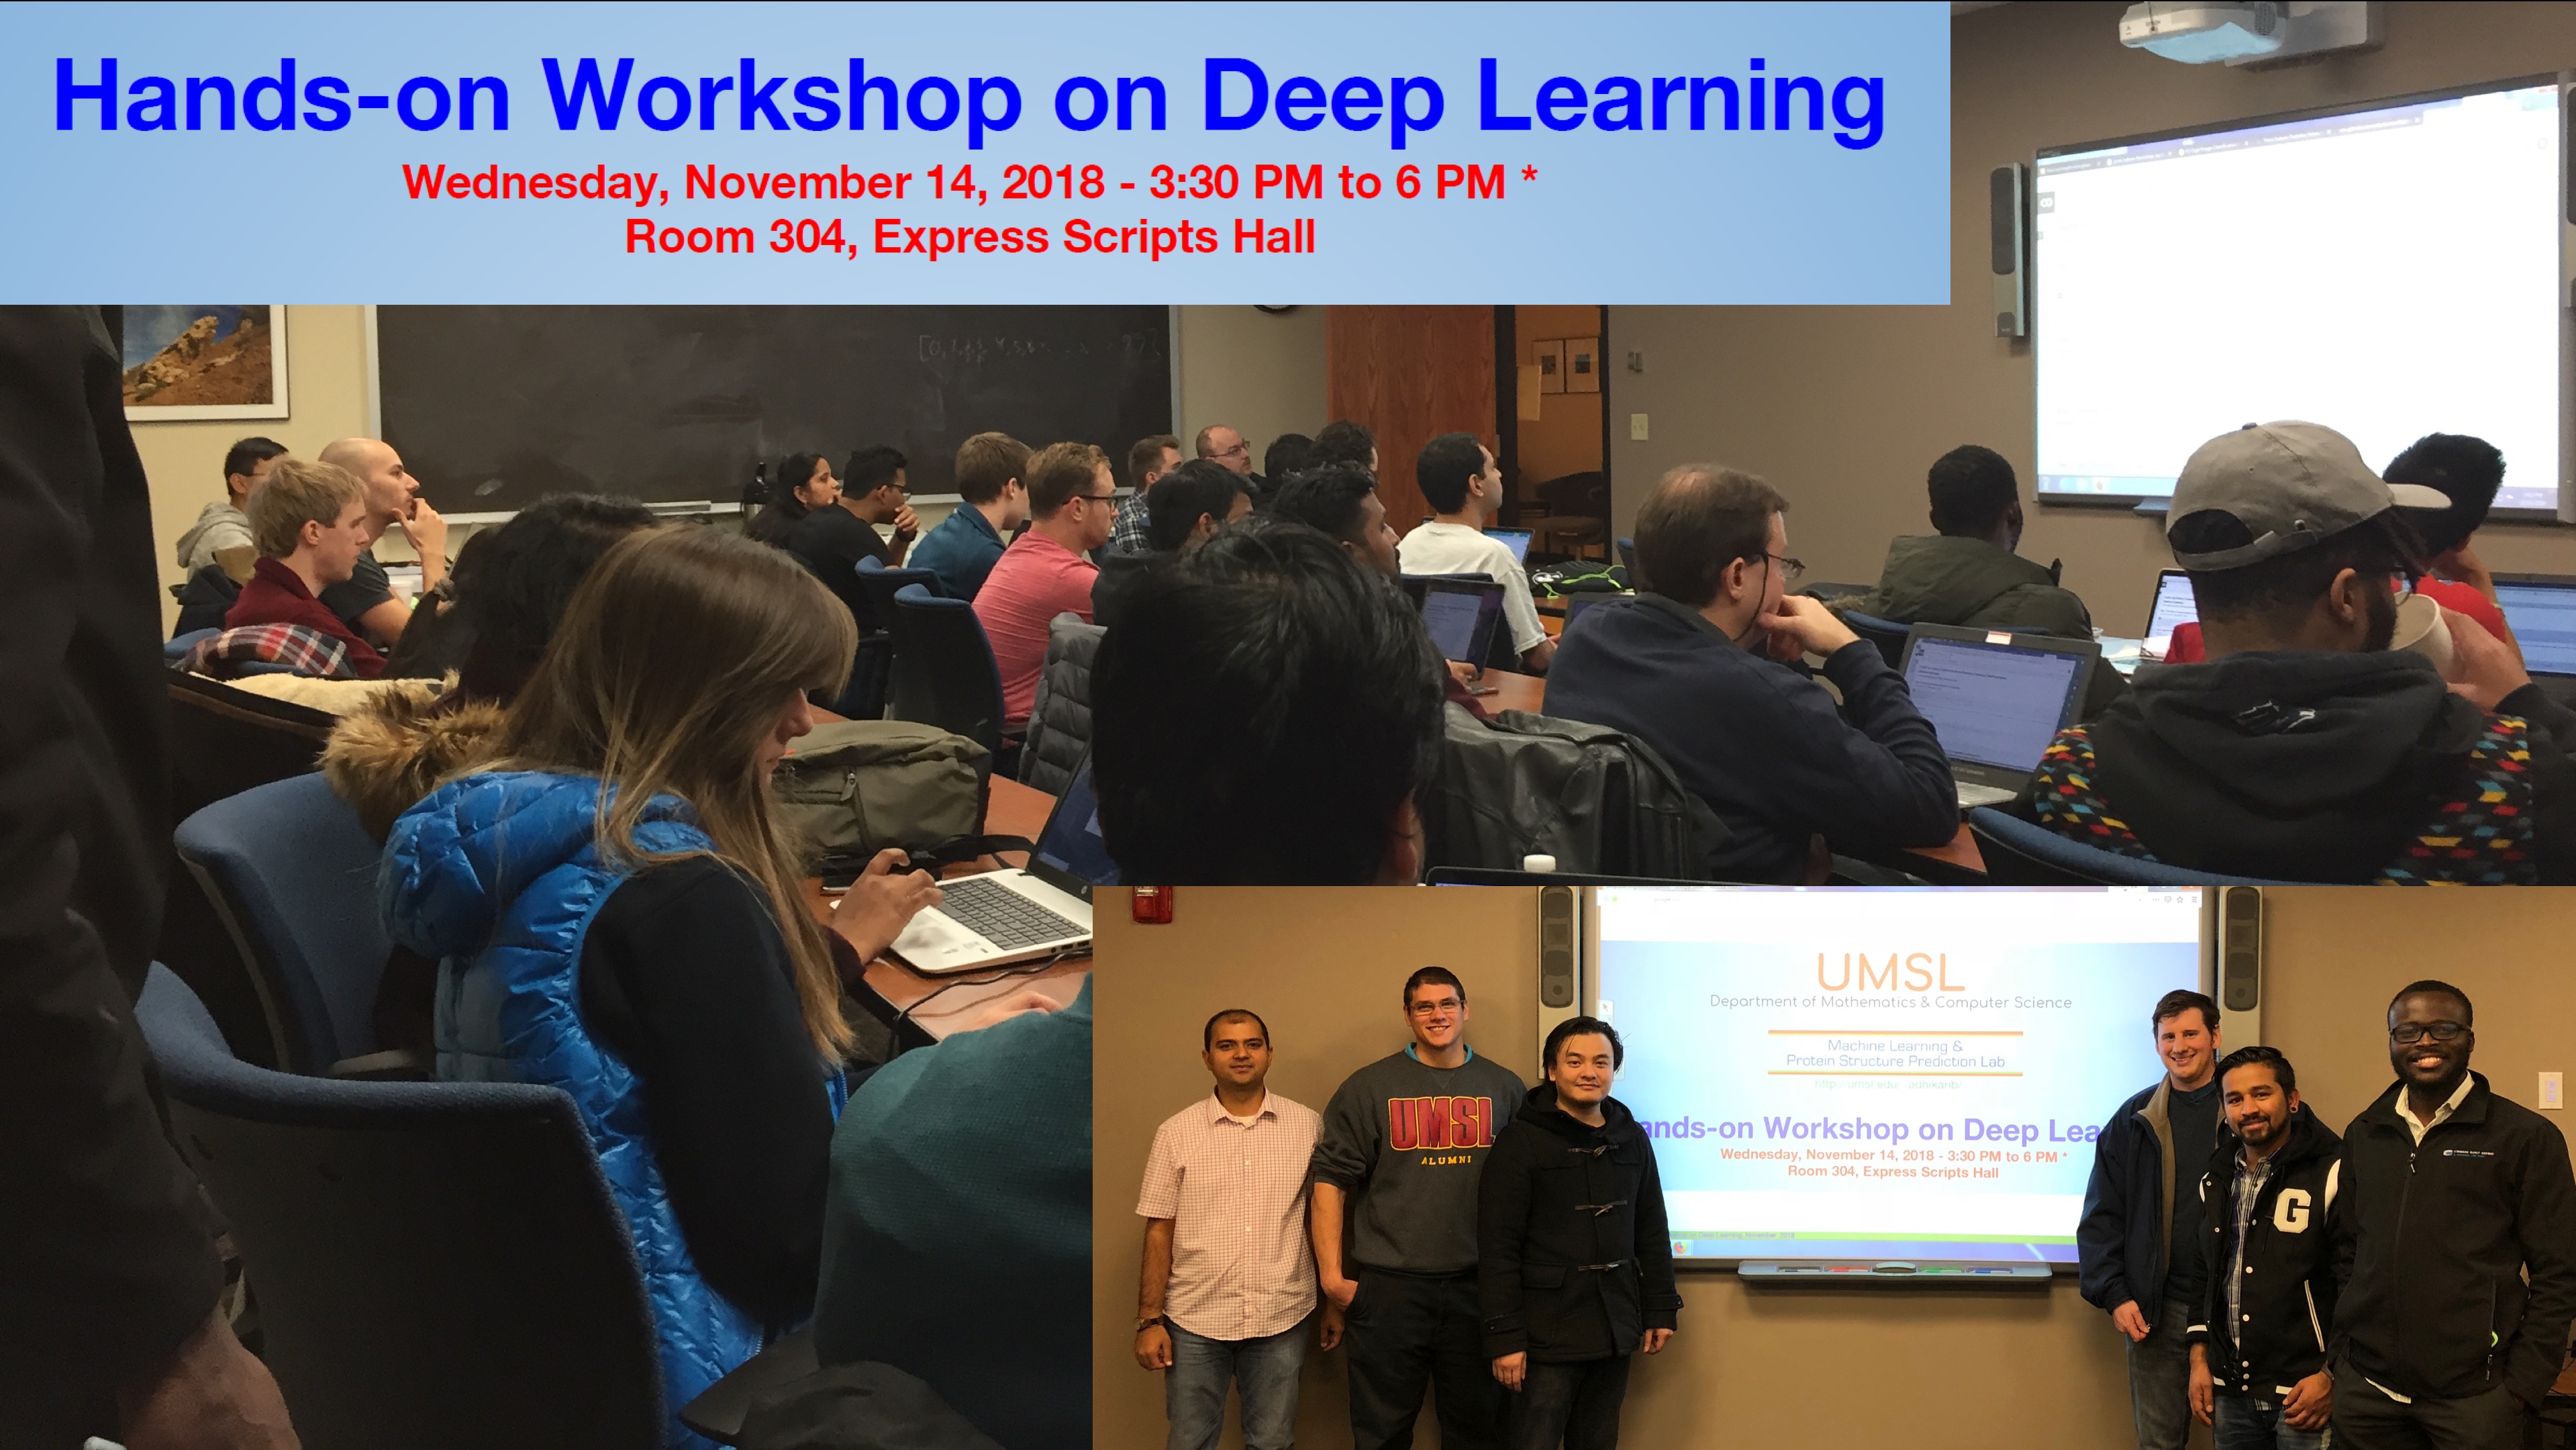 Hands-on Workshop on Deep Learning
Wednesday, November 14, 2018 - 3:30 PM to 6 PM *
Room 304, Express Scripts Hall
UMSL
Department of Mathematics & Computer Science
Machine Learning &
Protein Structure Prediction Lab
ands-on Workshop on Deep Lea
Wednesday, November 14, 2018 - 3:30 PM to 6 PM *
Room 304, Express Scripts Hall
UMSL
ALUMNI
G